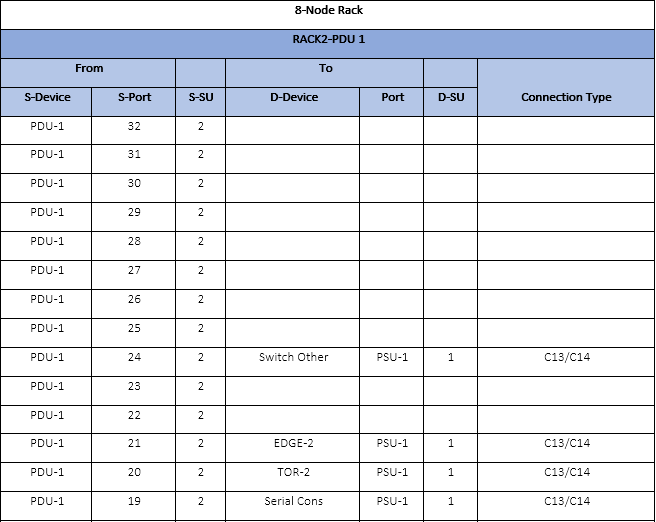 8-Node Rack
RACK2-PDU 1
From To
S-Device S-Port S-SU D-Device Port D-SU Connection Type
PDU-1 32 2
PDU-1 31 2
PDU-1 30 2
PDU-1 29 2
PDU-1 28 2
PDU-1 27 2
PDU-1 26 2
PDU-1 25 2
PDU-1 24 2 Switch Other PSU-1 1 C13/C14
PDU-1 23 2
PDU-1 22 2
PDU-1 21 2 EDGE-2 PSU-1 1 C13/C14
PDU-1 20 2 TOR-2 PSU-1 1 C13/C14
PDU-1 19 2 Serial Cons PSU-1 1 C13/C14